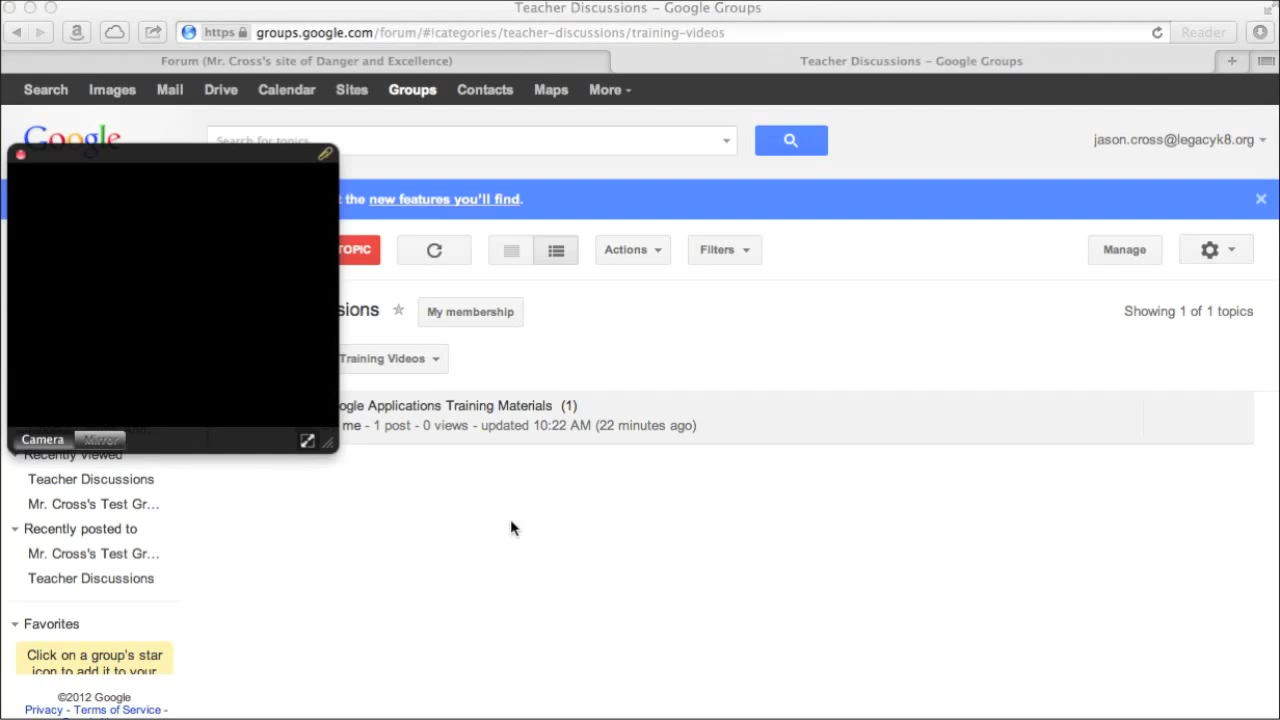 Teacher Discussions – Google Groups
https groups.google.com/forum/#!categories/teacher-discussions/training-videos Reader
Forum (Mr. Cross's site of Danger and Excellence) Teacher Discussions – Google Groups +
Search Images Mail Drive Calendar Sites Groups Contacts Maps More
Google Search for topics jason.cross@legacyk8.org
the new features you'll find.
TOPIC Actions Filters Manage
sions My membership Showing 1 of 1 topics
Training Videos
ogle Applications Training Materials (1)
me - 1 post - 0 views - updated 10:22 AM (22 minutes ago)
Camera Mirror
Recently viewed
Teacher Discussions
Mr. Cross's Test Gr...
Recently posted to
Mr. Cross's Test Gr...
Teacher Discussions
Favorites
Click on a group's star
icon to add it to your
©2012 Google
Privacy - Terms of Service -